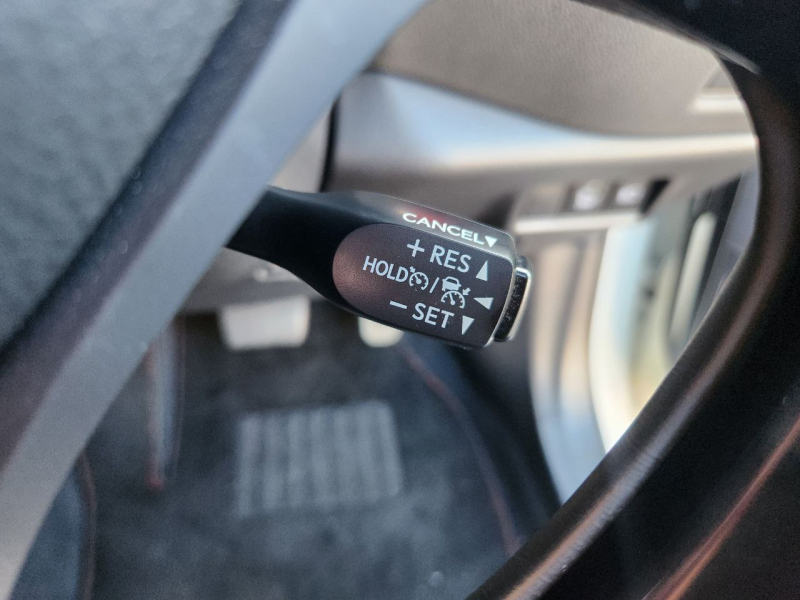 CANCEL▼
+ RES ▲
HOLD / ◀
− SET ▼